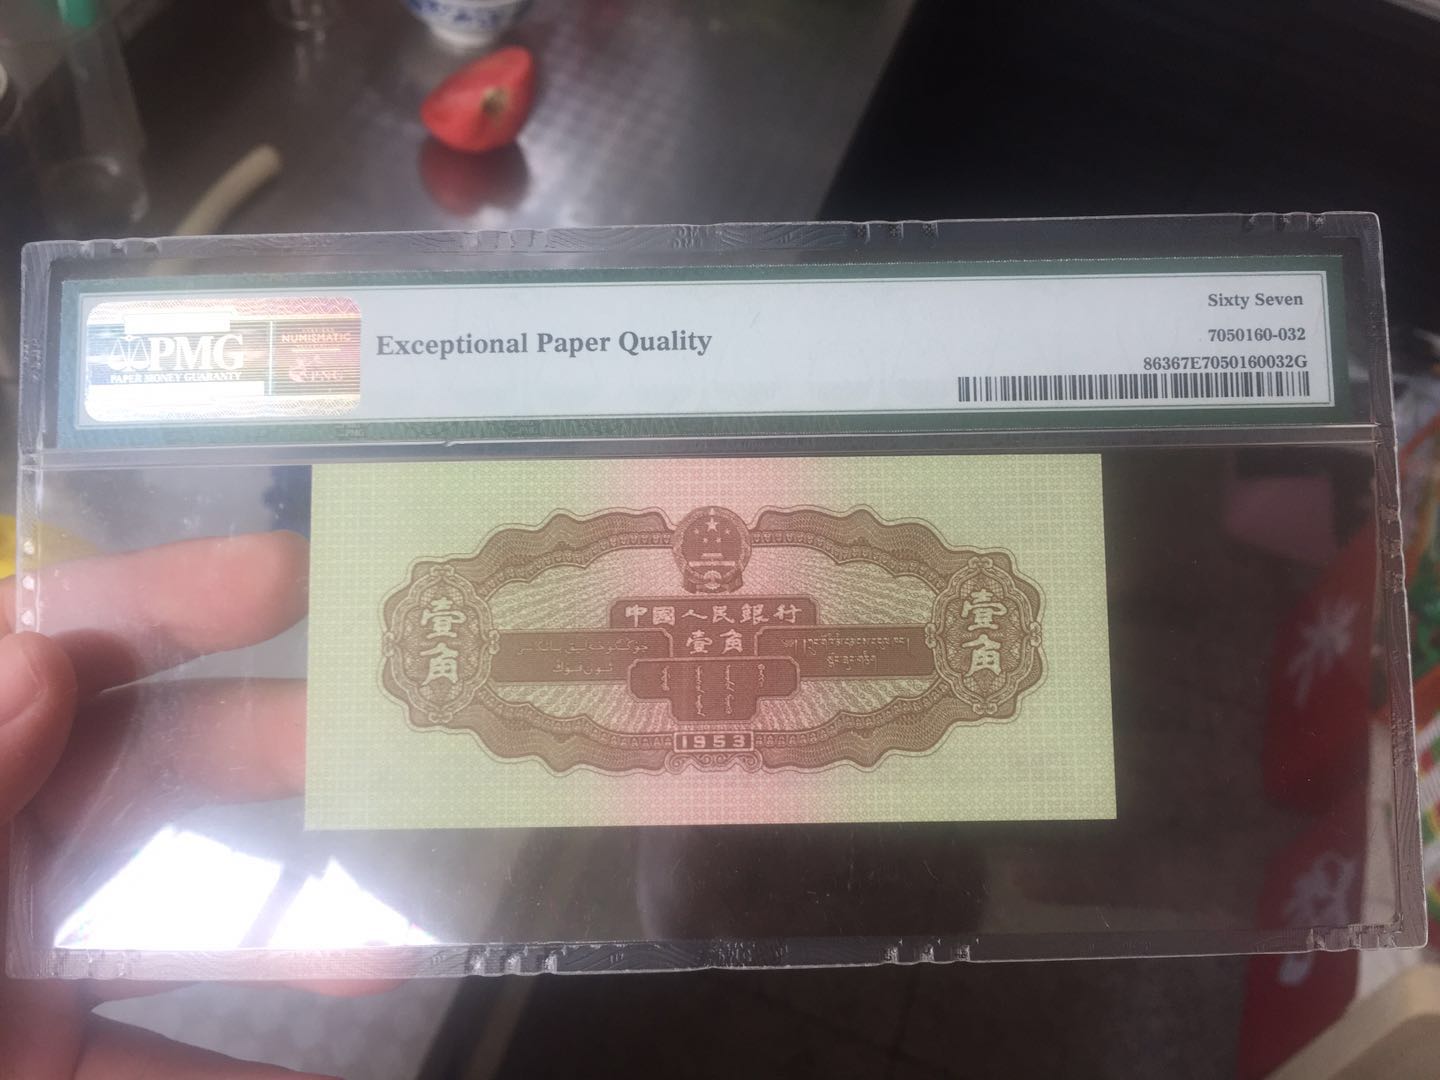 PMG
PAPER MONEY GUARANTY
NUMISMATIC
Exceptional Paper Quality
Sixty Seven
7050160-032
86367E7050160032G
中國人民銀行
壹角
壹角
壹角
1953